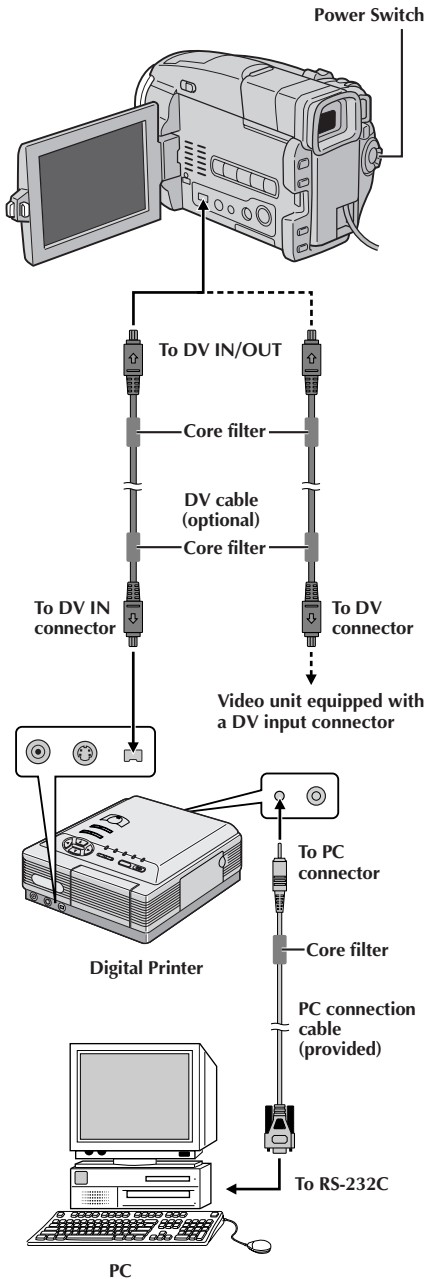 Power Switch
To DV IN/OUT
Core filter
DV cable
(optional)
Core filter
To DV IN
connector
To DV
connector
Video unit equipped with
a DV input connector
To PC
connector
Digital Printer
Core filter
PC connection
cable
(provided)
To RS-232C
PC